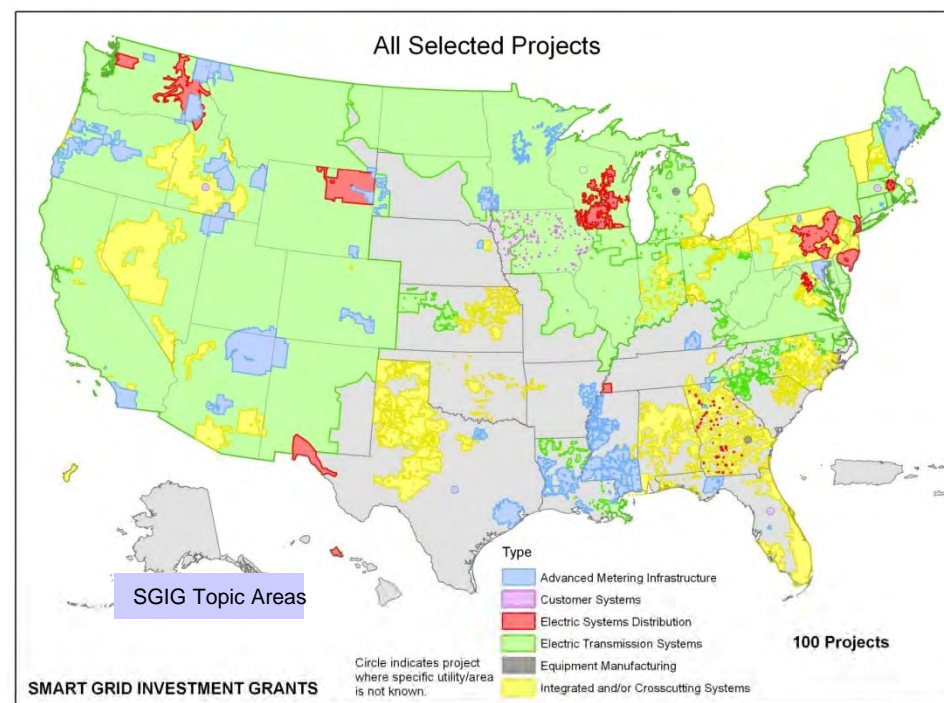 All Selected Projects
SGIG Topic Areas
Type
Advanced Metering Infrastructure
Customer Systems
Electric Systems Distribution
Electric Transmission Systems
Equipment Manufacturing
Integrated and/or Crosscutting Systems
Circle indicates project
where specific utility/area
is not known.
100 Projects
SMART GRID INVESTMENT GRANTS